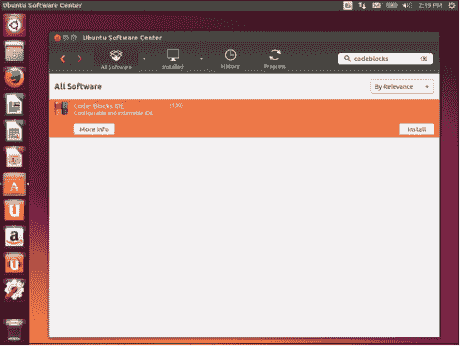 Ubuntu Software Center
2:19 PM
Ubuntu Software Center
All Software
Installed
History
Progress
codeblocks
All Software
By Relevance
Code::Blocks IDE
Configurable and extensible IDE
More Info
Install